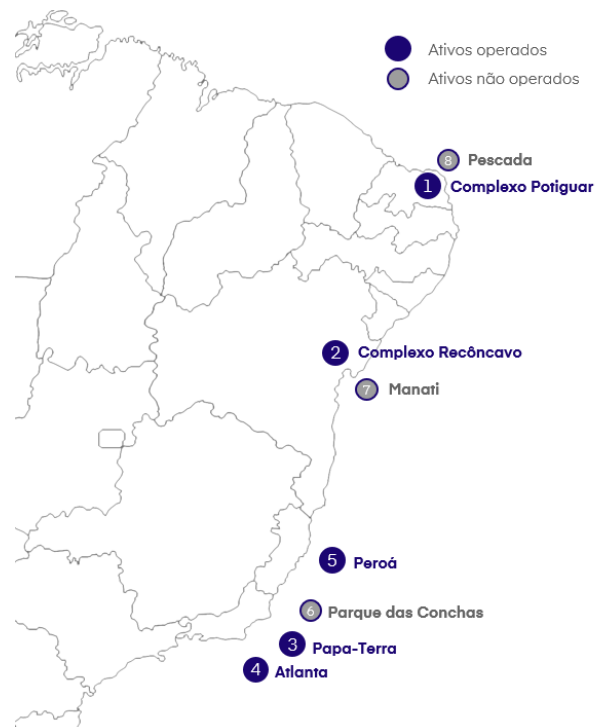 Ativos operados
Ativos não operados
8 Pescada
1 Complexo Potiguar
2 Complexo Recôncavo
7 Manati
5 Peroá
6 Parque das Conchas
3 Papa-Terra
4 Atlanta